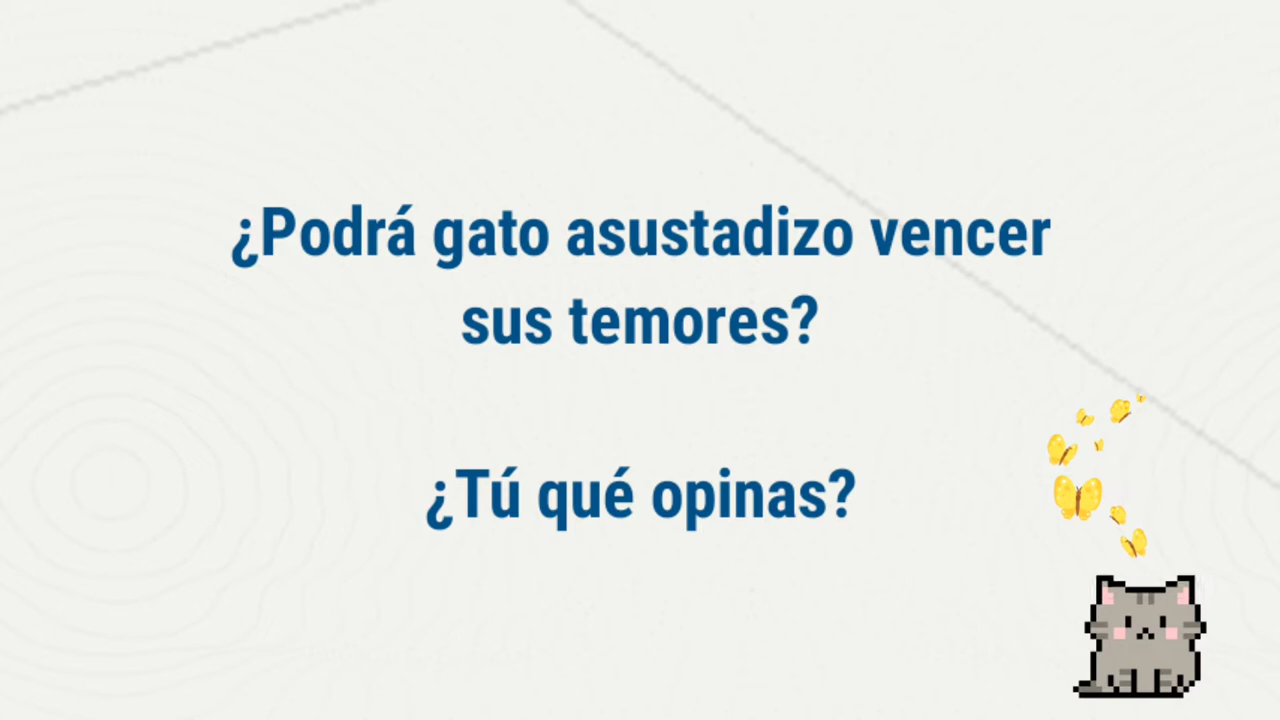 ¿Podrá gato asustadizo vencer
sus temores?
¿Tú qué opinas?